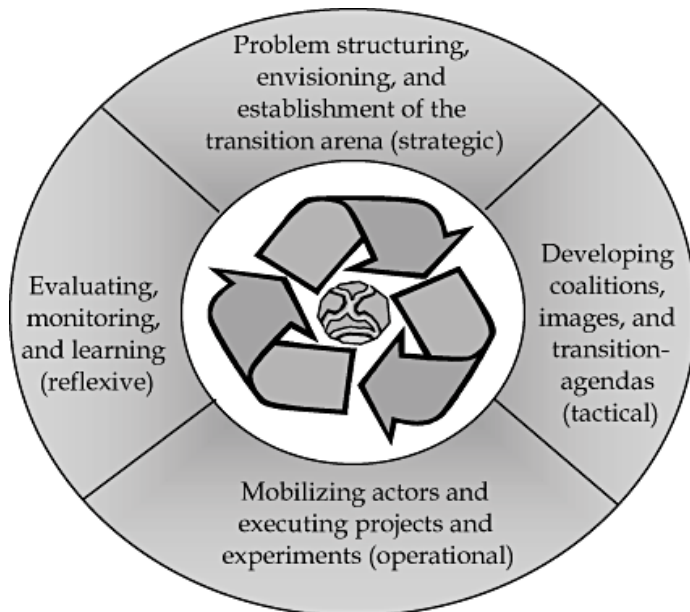 Problem structuring,
envisioning, and
establishment of the
transition arena (strategic)
Developing
coalitions,
images, and
transition-
agendas
(tactical)
Mobilizing actors and
executing projects and
experiments (operational)
Evaluating,
monitoring,
and learning
(reflexive)